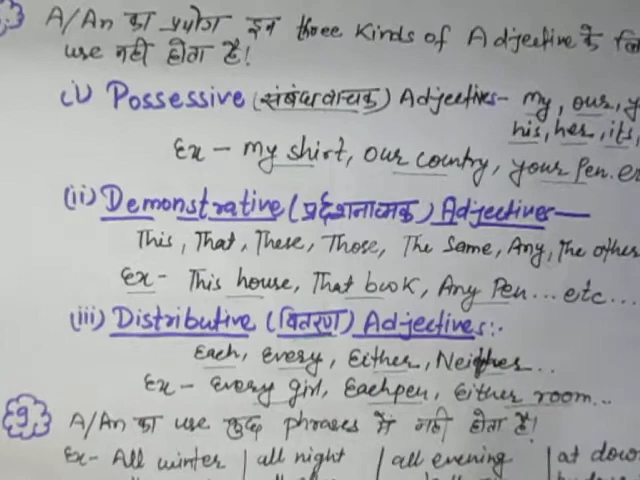 A/An का प्रयोग इन three kinds of Adjective के
use नहीं होता है!
(i) Possessive (संबंधवाचक) Adjectives- my, our,
his, her, its,
Ex - my shirt, our country, your pen.
(ii) Demonstrative (प्रदेशनात्मक) Adjectives—
This, That, These, Those, The Same, Any, The other
Ex- This house, That book, Any Pen... etc...
(iii) Distributive (वितरण) Adjectives:-
Each, Every, Either, Neither..
Ex - Every girl, Each pen, Either room...
9 A/An का use कुछ phrases में नहीं होता है!
Ex- All winter | all night | all evening | at down